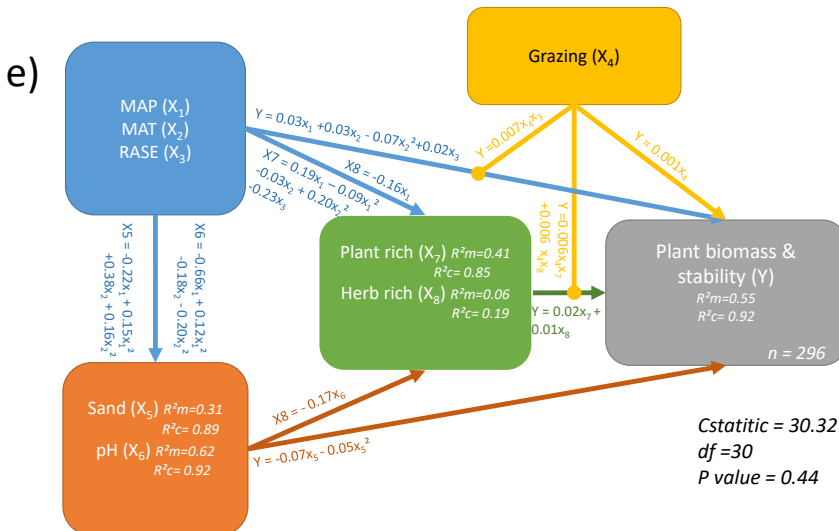 e)
MAP (X₁)
MAT (X₂)
RASE (X₃)
Grazing (X₄)
Y = 0.03x₁ +0.03x₂ - 0.07x₂²+0.02x₃
Y =0.007x₄x₃
Y =0.001x₄
X8 = -0.16x₁
X7 = 0.19x₁ – 0.09x₁²
-0.03x₂ + 0.20x₂²
-0.23x₃
X6 = -0.66x₁ + 0.12x₁²
-0.18x₂ - 0.20x₂²
X5 = -0.22x₁ + 0.15x₁²
+0.38x₂ + 0.16x₂²
Y =0.006x₄x₇
+0.006 x₄x₈
Plant rich (X₇) R²m=0.41
R²c= 0.85
Herb rich (X₈) R²m=0.06
R²c= 0.19
Y = 0.02x₇ +
0.01x₈
Plant biomass &
stability (Y)
R²m=0.55
R²c= 0.92
n = 296
Sand (X₅) R²m=0.31
R²c= 0.89
pH (X₆) R²m=0.62
R²c= 0.92
X8 = - 0.17x₆
Y = -0.07x₅ - 0.05x₅²
Cstatitic = 30.32
df =30
P value = 0.44